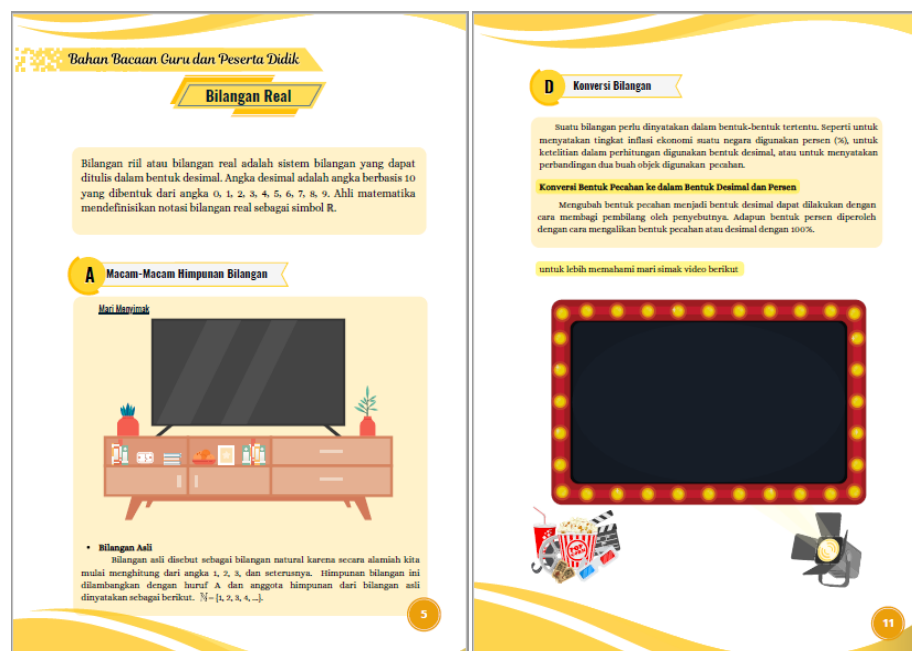 Bahan Bacaan Guru dan Peserta Didik
Bilangan Real
Bilangan riil atau bilangan real adalah sistem bilangan yang dapat
ditulis dalam bentuk desimal. Angka desimal adalah angka berbasis 10
yang dibentuk dari angka 0, 1, 2, 3, 4, 5, 6, 7, 8, 9. Ahli matematika
mendefinisikan notasi bilangan real sebagai simbol ℝ.
A Macam-Macam Himpunan Bilangan
Mari Menyimak
• Bilangan Asli
Bilangan asli disebut sebagai bilangan natural karena secara alamiah kita
mulai menghitung dari angka 1, 2, 3, dan seterusnya. Himpunan bilangan ini
dilambangkan dengan huruf A dan anggota himpunan dari bilangan asli
dinyatakan sebagai berikut. = {1, 2, 3, 4, ...}.
5
D Konversi Bilangan
Suatu bilangan perlu dinyatakan dalam bentuk-bentuk tertentu. Seperti untuk
menyatakan tingkat inflasi ekonomi suatu negara digunakan persen (%), untuk
ketelitian dalam perhitungan digunakan bentuk desimal, atau untuk menyatakan
perbandingan dua buah objek digunakan pecahan.
Konversi Bentuk Pecahan ke dalam Bentuk Desimal dan Persen
Mengubah bentuk pecahan menjadi bentuk desimal dapat dilakukan dengan
cara membagi pembilang oleh penyebutnya. Adapun bentuk persen diperoleh
dengan cara mengalikan bentuk pecahan atau desimal dengan 100%.
untuk lebih memahami mari simak video berikut
POP CORN
11